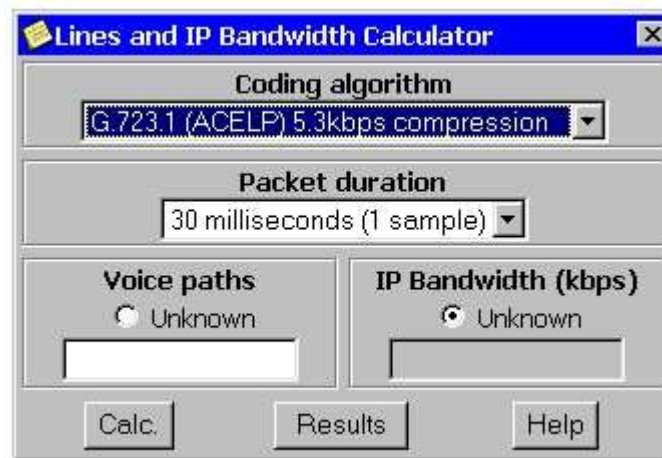 Lines and IP Bandwidth Calculator
Coding algorithm
G.723.1 (ACELP) 5.3kbps compression
Packet duration
30 milliseconds (1 sample)
Voice paths
Unknown
IP Bandwidth (kbps)
Unknown
Calc.
Results
Help